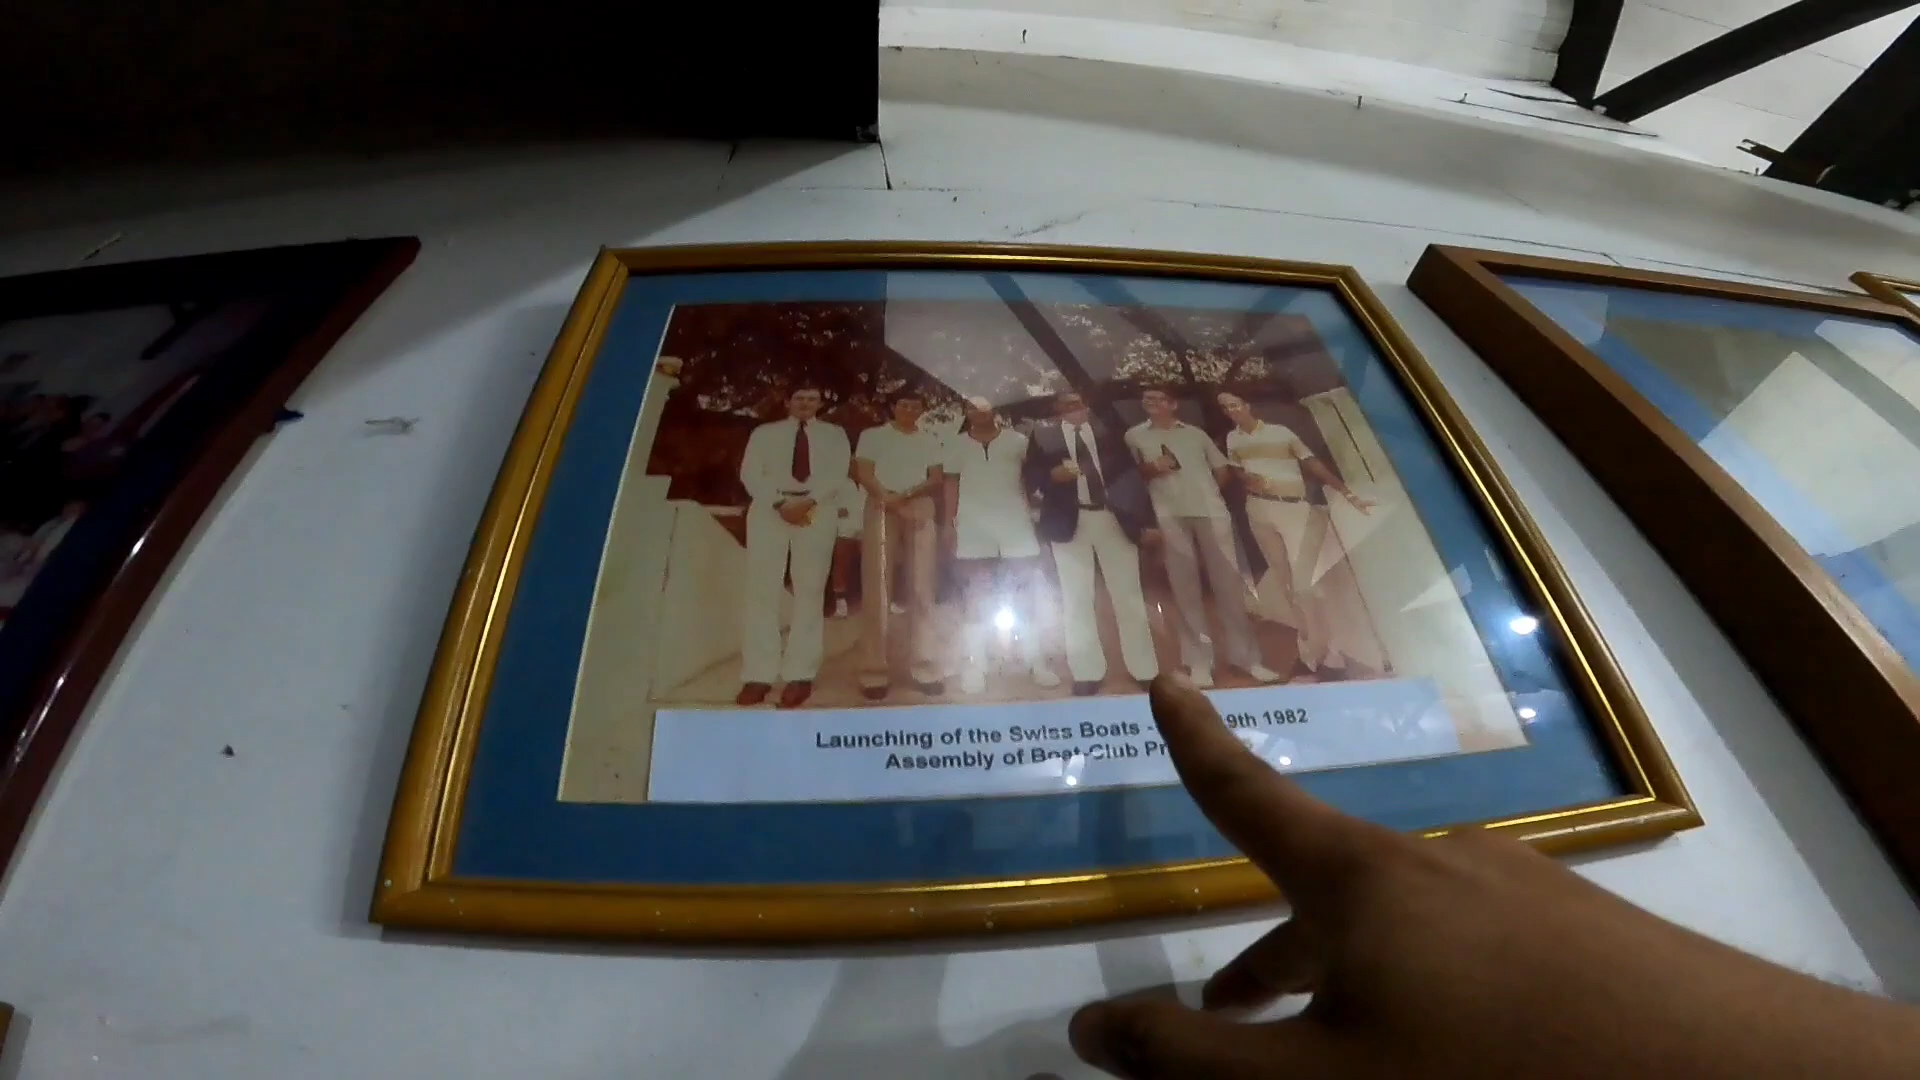 Launching of the Swiss Boats - 9th 1982
Assembly of Boat-Club